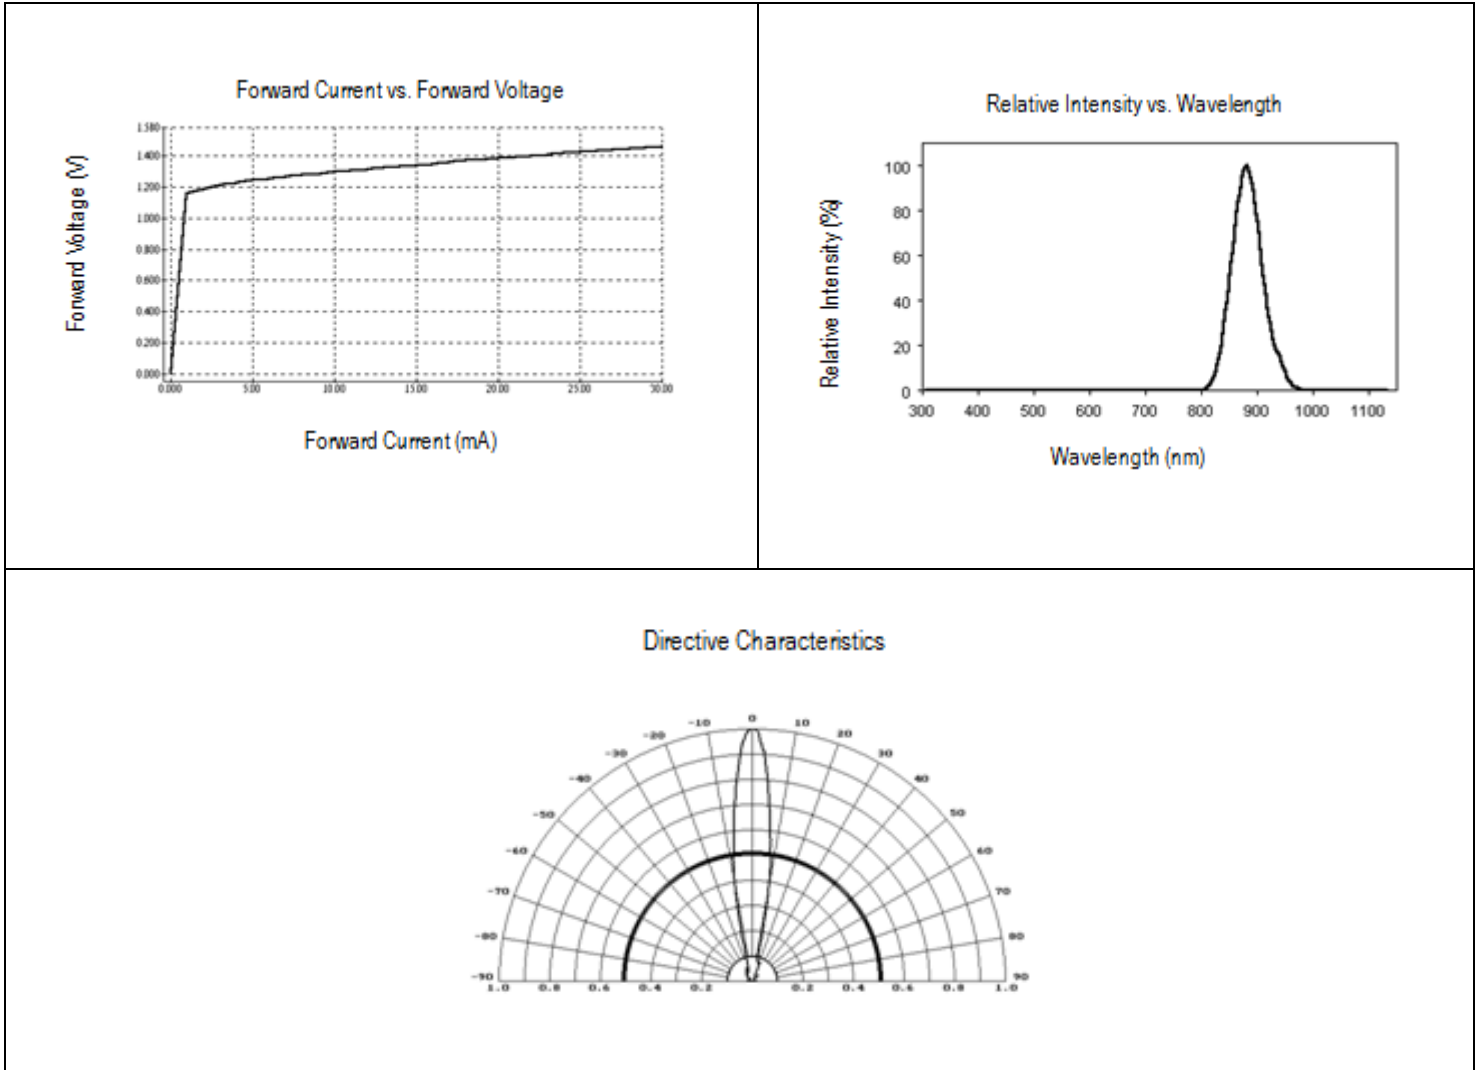 Forward Current vs. Forward Voltage
1.580
1.400
1.200
1.000
0.800
0.600
0.400
0.200
0.000
0.000 5.00 10.00 15.00 20.00 25.00 30.00
Forward Voltage (V)
Forward Current (mA)
Relative Intensity vs. Wavelength
100
80
60
40
20
0
300 400 500 600 700 800 900 1000 1100
Relative Intensity (%)
Wavelength (nm)
Directive Characteristics
-10 0 10
-20 20
-30 30
-40 40
-50 50
-60 60
-70 70
-80 80
-90 90
1.0 0.8 0.6 0.4 0.2 0.2 0.4 0.6 0.8 1.0